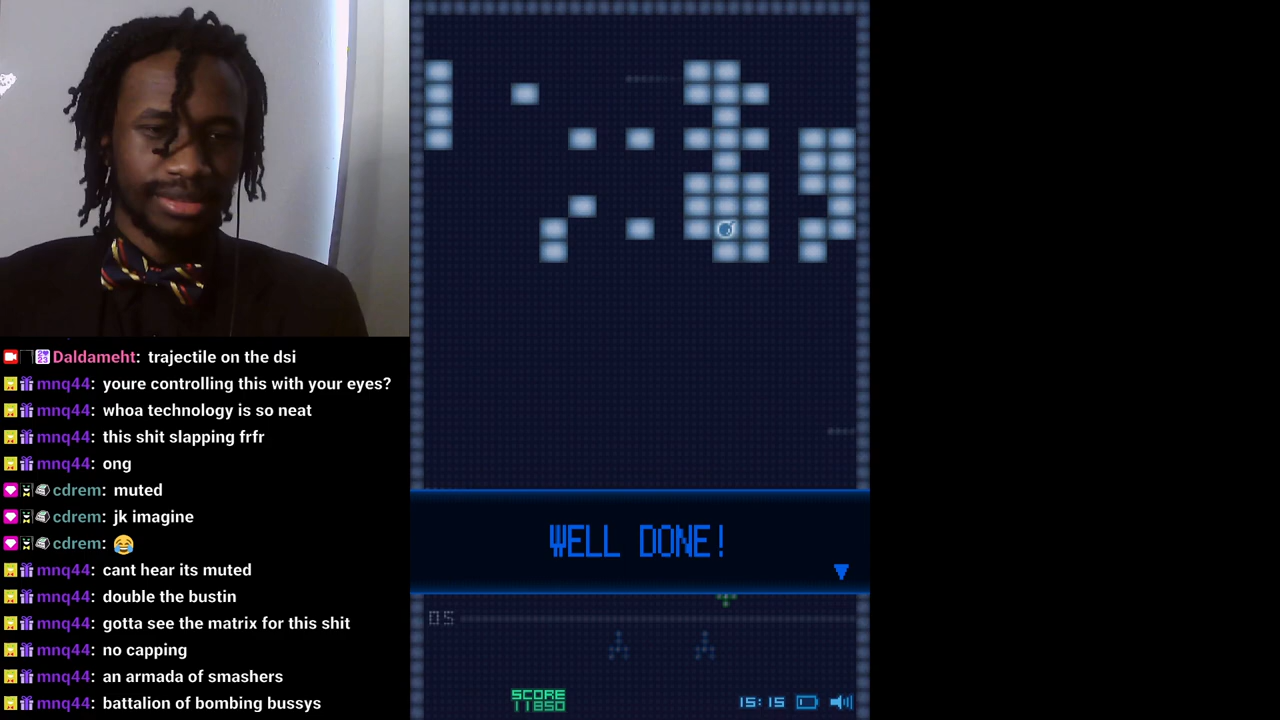 Daldameht: trajectile on the dsi
mnq44: youre controlling this with your eyes?
mnq44: whoa technology is so neat
mnq44: this shit slapping frfr
mnq44: ong
cdrem: muted
cdrem: jk imagine
cdrem: 😂
mnq44: cant hear its muted
mnq44: double the bustin
mnq44: gotta see the matrix for this shit
mnq44: no capping
mnq44: an armada of smashers
mnq44: battalion of bombing bussys
WELL DONE!
05
SCORE
11850
15:15